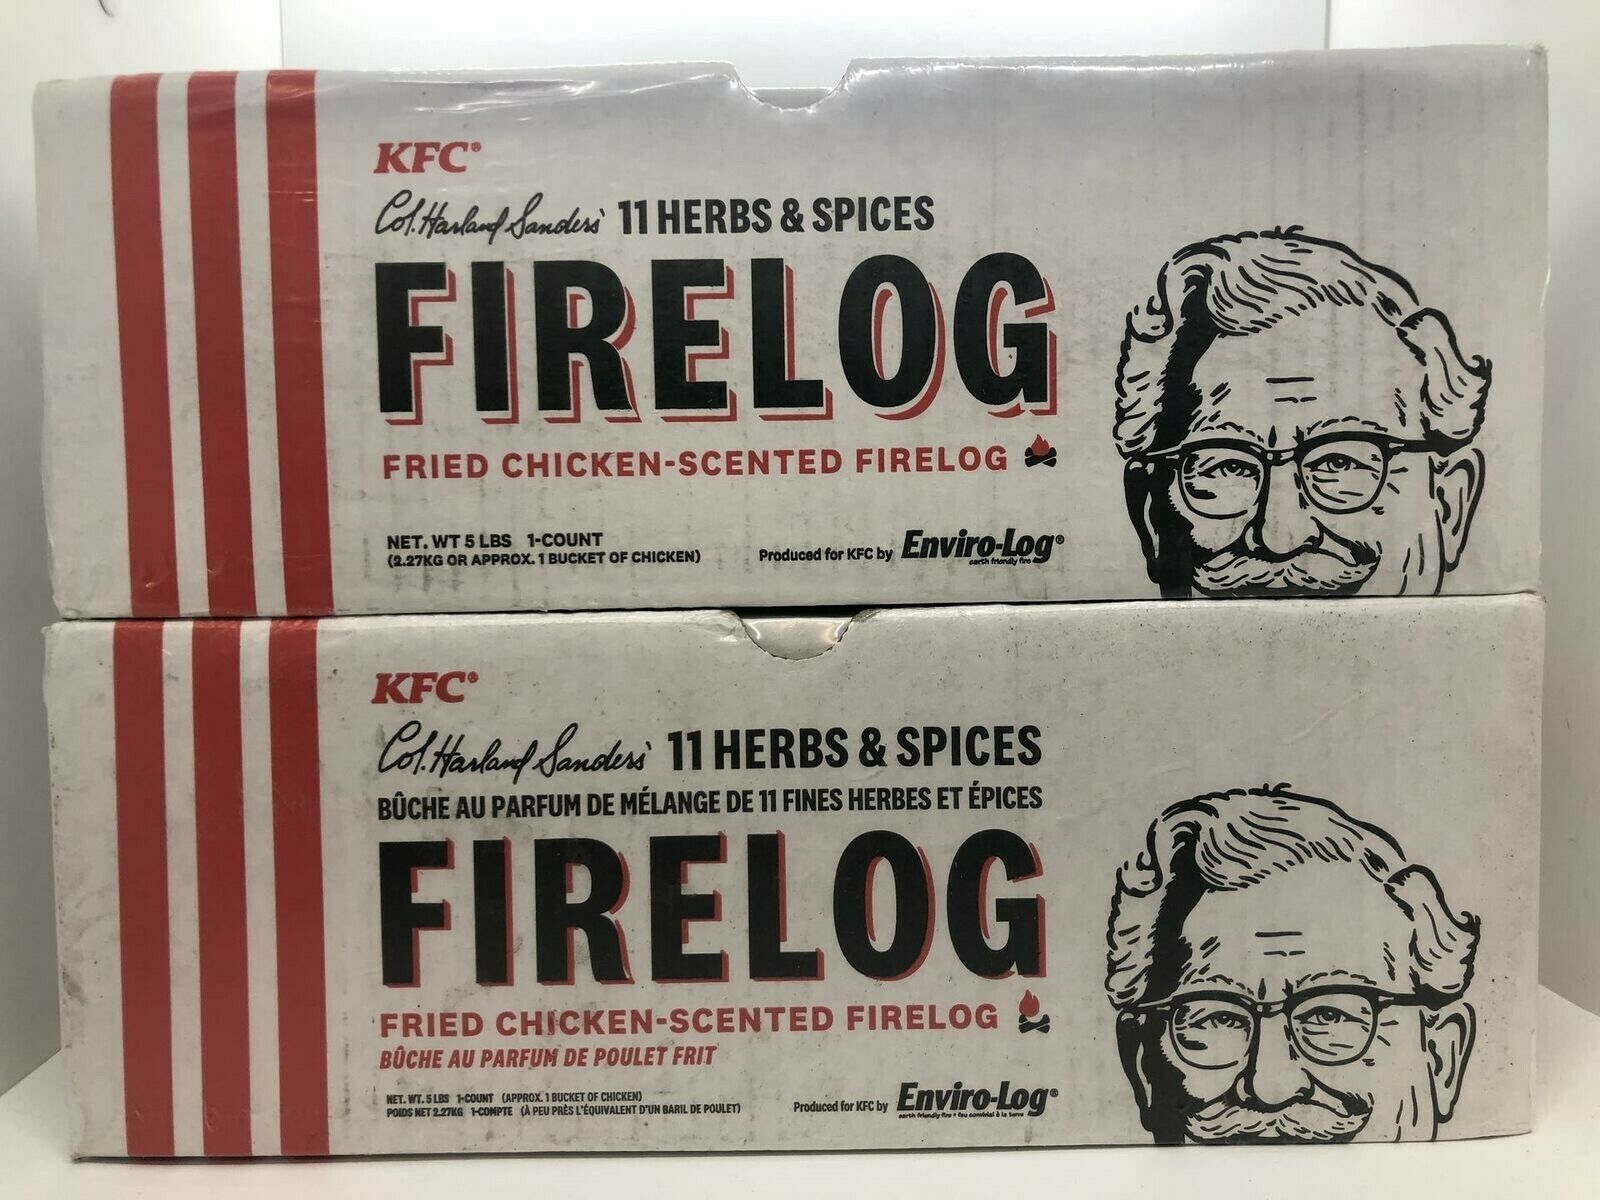 KFC®
Col. Harland Sanders' 11 HERBS & SPICES
FIRELOG
FRIED CHICKEN-SCENTED FIRELOG
NET. WT 5 LBS 1-COUNT
(2.27KG OR APPROX. 1 BUCKET OF CHICKEN)
Produced for KFC by Enviro-Log®
earth friendly fire
KFC®
Col. Harland Sanders' 11 HERBS & SPICES
BÛCHE AU PARFUM DE MÉLANGE DE 11 FINES HERBES ET ÉPICES
FIRELOG
FRIED CHICKEN-SCENTED FIRELOG
BÛCHE AU PARFUM DE POULET FRIT
NET. WT. 5 LBS 1-COUNT (APPROX. 1 BUCKET OF CHICKEN)
POIDS NET 2.27KG 1-COMPTE (À PEU PRÈS L'ÉQUIVALENT D'UN BARIL DE POULET)
Produced for KFC by Enviro-Log®
earth friendly fire • feu convivial à la terre